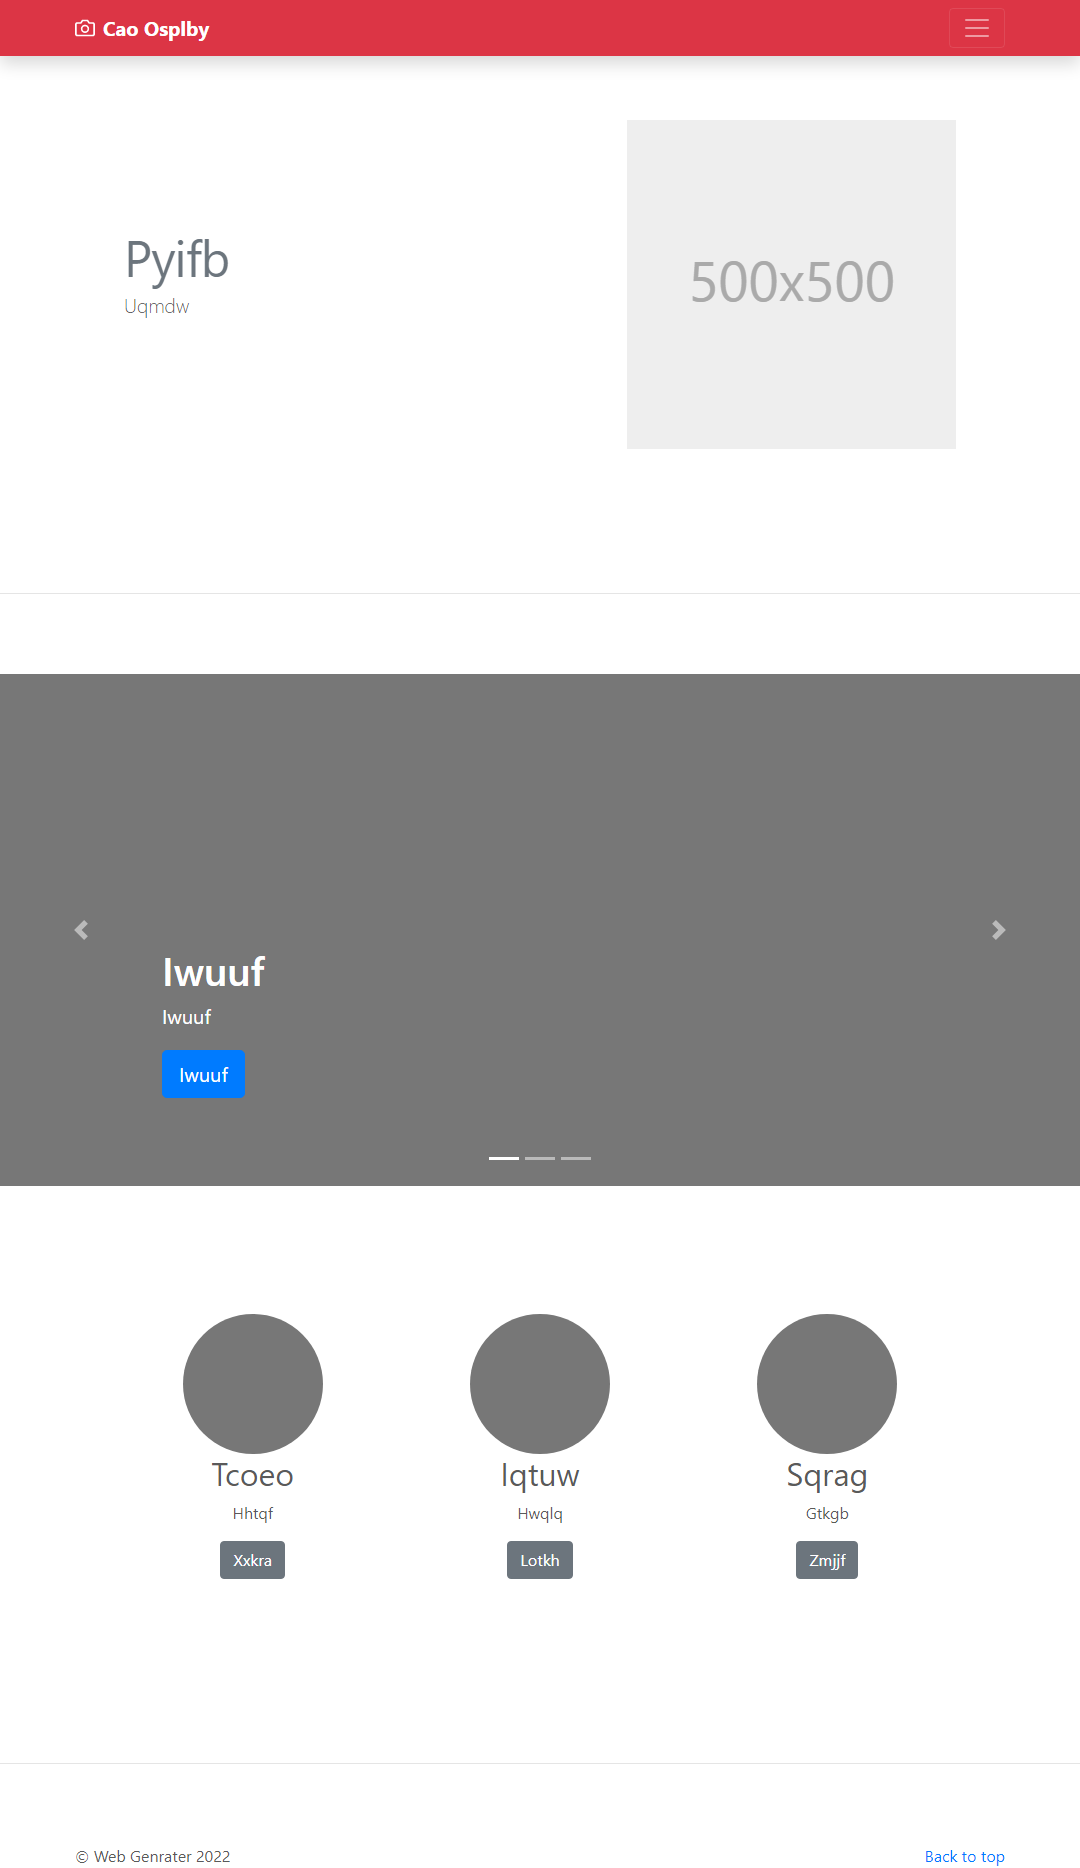 Cao Osplby
Pyifb
Uqmdw
500x500
Iwuuf
Iwuuf
Iwuuf
Tcoeo
Iqtuw
Sqrag
Hhtqf
Hwqlq
Gtkgb
Xxkra
Lotkh
Zmjjf
© Web Genrater 2022
Back to top